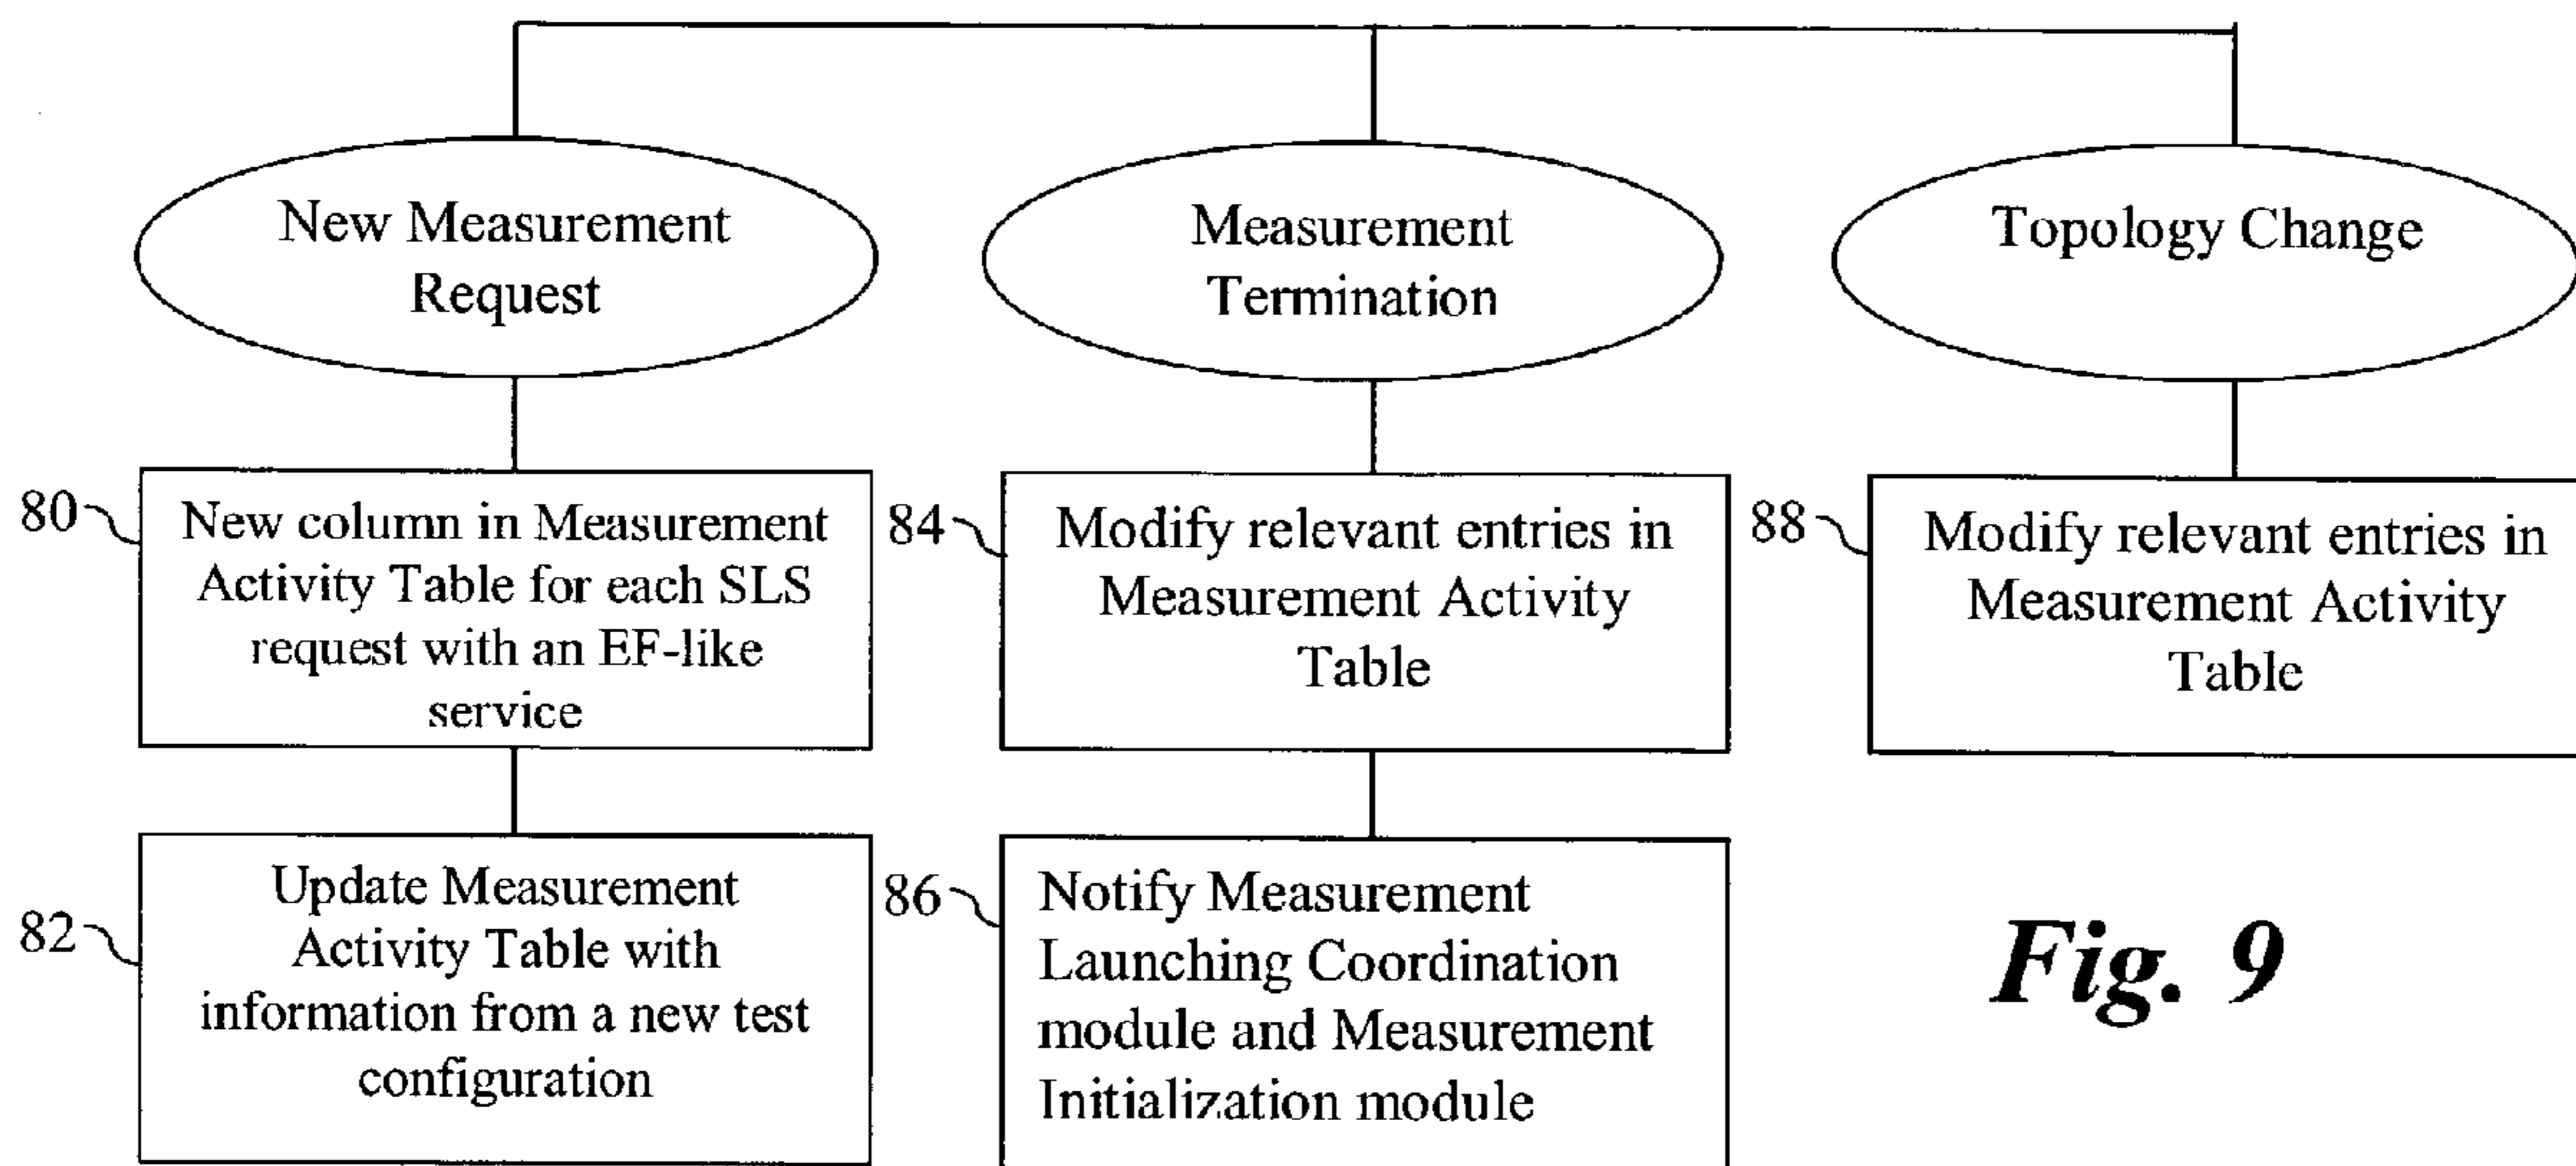 New Measurement
Request
Measurement
Termination
Topology Change
80
New column in Measurement
Activity Table for each SLS
request with an EF-like
service
84
Modify relevant entries in
Measurement Activity
Table
88
Modify relevant entries in
Measurement Activity
Table
82
Update Measurement
Activity Table with
information from a new test
configuration
86
Notify Measurement
Launching Coordination
module and Measurement
Initialization module
Fig. 9